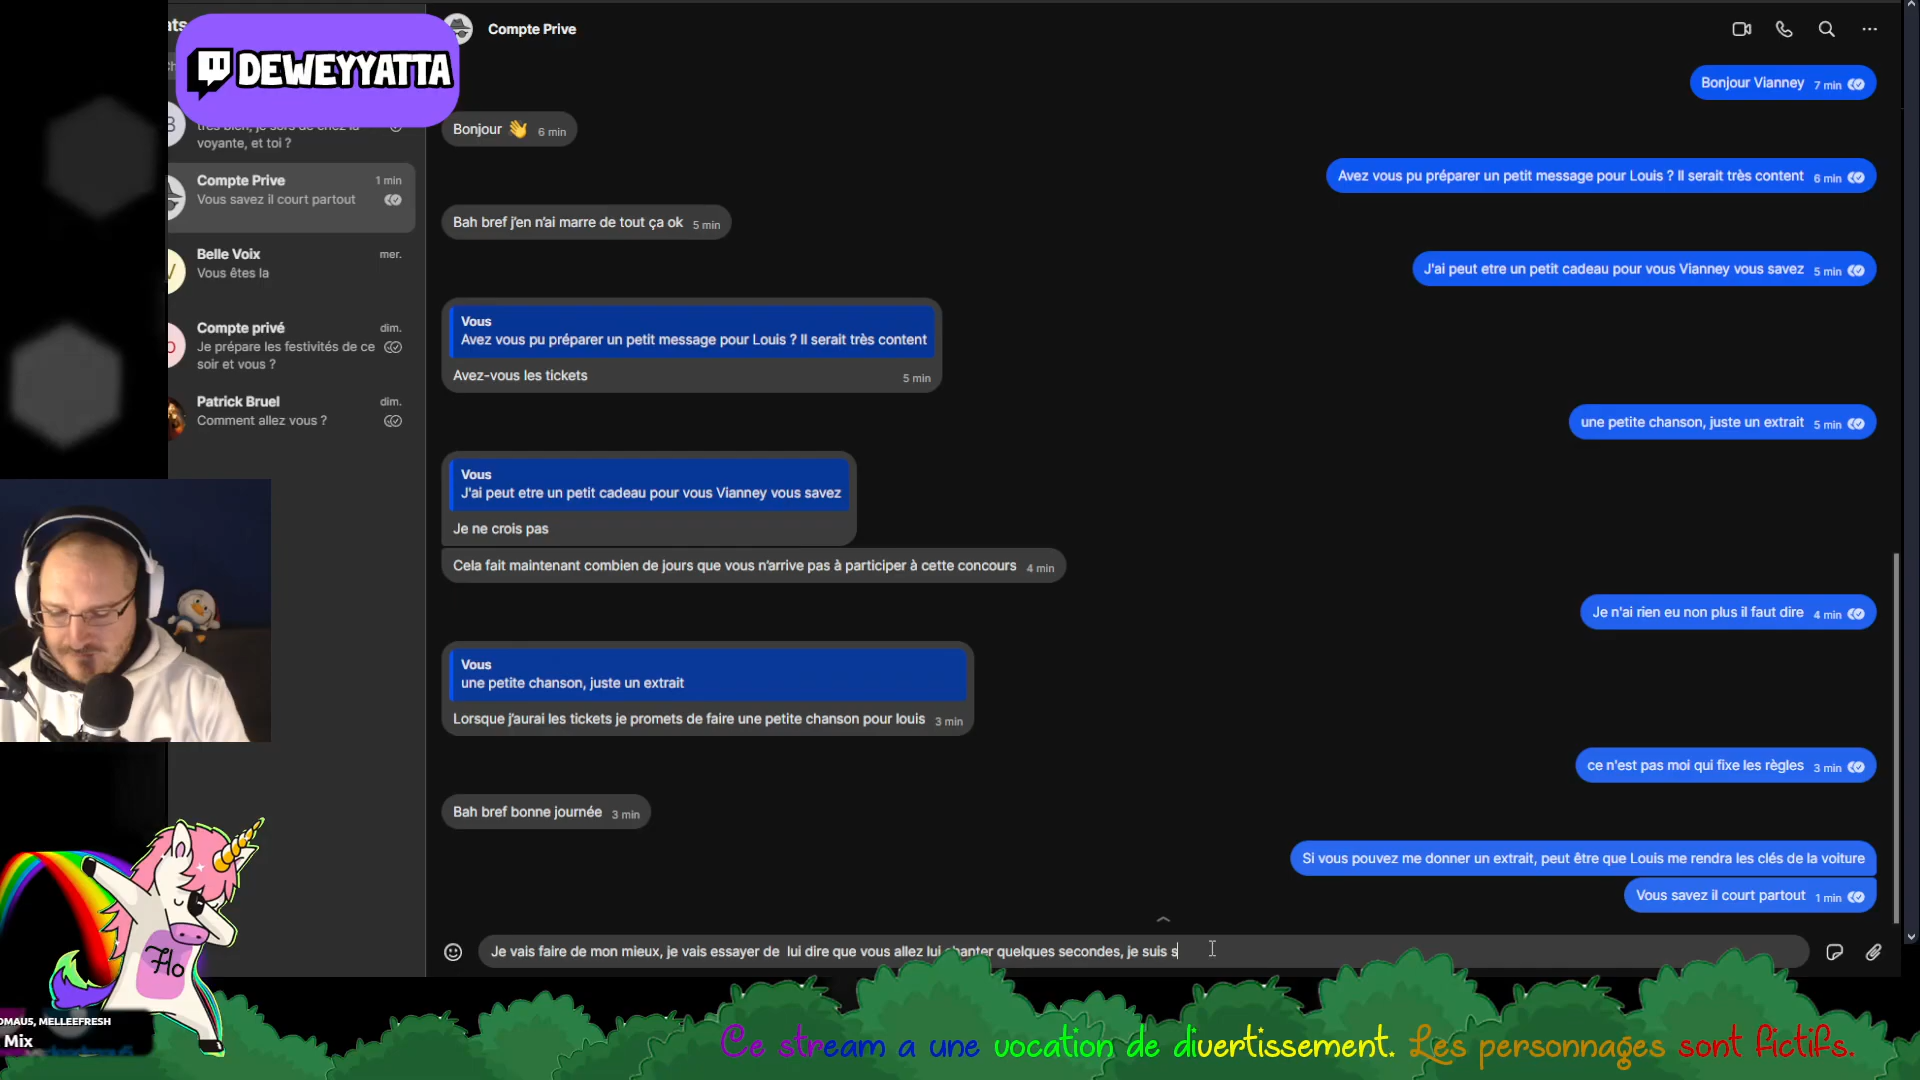 DEWEYYATTA
voyante, et toi ?
Compte Prive
1 min
Vous savez il court partout
Belle Voix
mer.
Vous êtes la
Compte privé
dim.
Je prépare les festivités de ce
soir et vous ?
Patrick Bruel
dim.
Comment allez vous ?
Compte Prive
Bonjour Vianney 7 min
Bonjour 👋 6 min
Avez vous pu préparer un petit message pour Louis ? Il serait très content 6 min
Bah bref j'en n'ai marre de tout ça ok 5 min
J'ai peut etre un petit cadeau pour vous Vianney vous savez 5 min
Vous
Avez vous pu préparer un petit message pour Louis ? Il serait très content
Avez-vous les tickets 5 min
une petite chanson, juste un extrait 5 min
Vous
J'ai peut etre un petit cadeau pour vous Vianney vous savez
Je ne crois pas
Cela fait maintenant combien de jours que vous n'arrive pas à participer à cette concours 4 min
Je n'ai rien eu non plus il faut dire 4 min
Vous
une petite chanson, juste un extrait
Lorsque j'aurai les tickets je promets de faire une petite chanson pour louis 3 min
ce n'est pas moi qui fixe les règles 3 min
Bah bref bonne journée 3 min
Si vous pouvez me donner un extrait, peut être que Louis me rendra les clés de la voiture
Vous savez il court partout 1 min
Je vais faire de mon mieux, je vais essayer de  lui dire que vous allez lui chanter quelques secondes, je suis s
Flo
OMAU5, MELLEEFRESH
Mix
Ce stream a une vocation de divertissement. Les personnages sont fictifs.